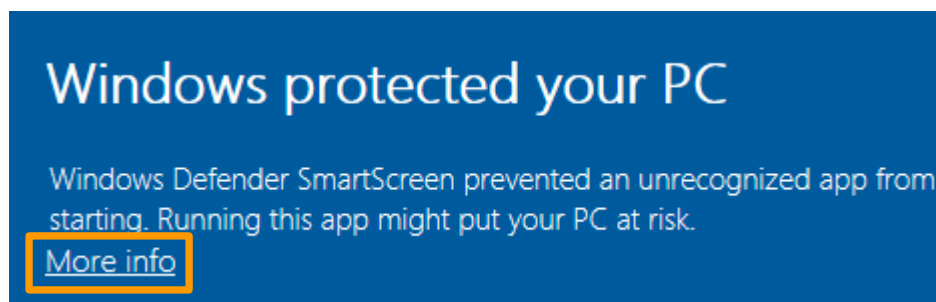 Windows protected your PC
Windows Defender SmartScreen prevented an unrecognized app from
starting. Running this app might put your PC at risk.
More info